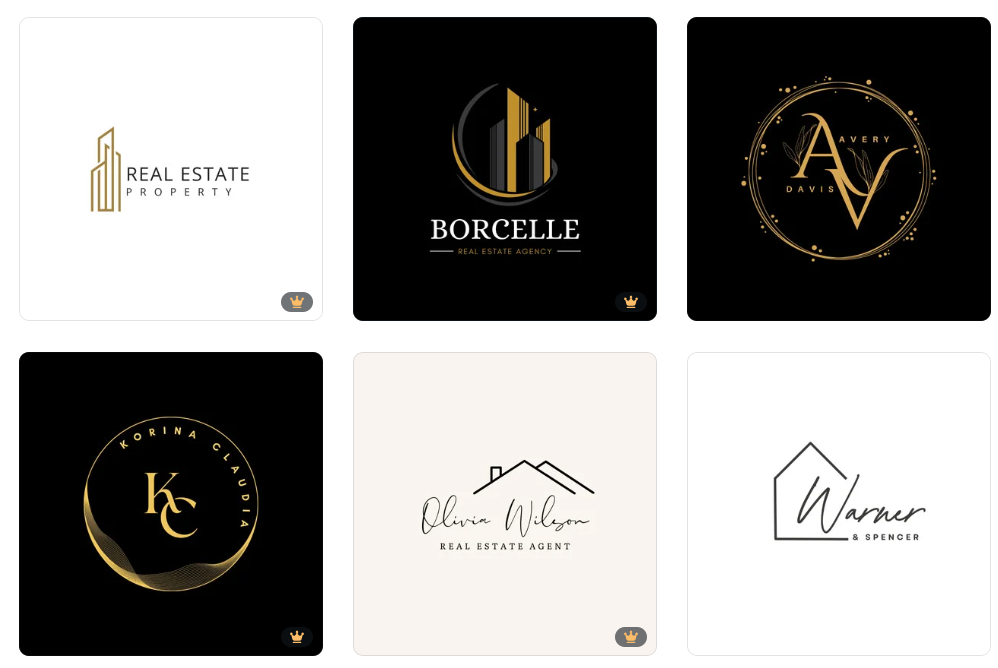 REAL ESTATE
PROPERTY
BORCELLE
REAL ESTATE AGENCY
AV
AVERY
DAVIS
KORINA CLAUDIA
KC
Olivia Wilson
REAL ESTATE AGENT
Warner
& SPENCER